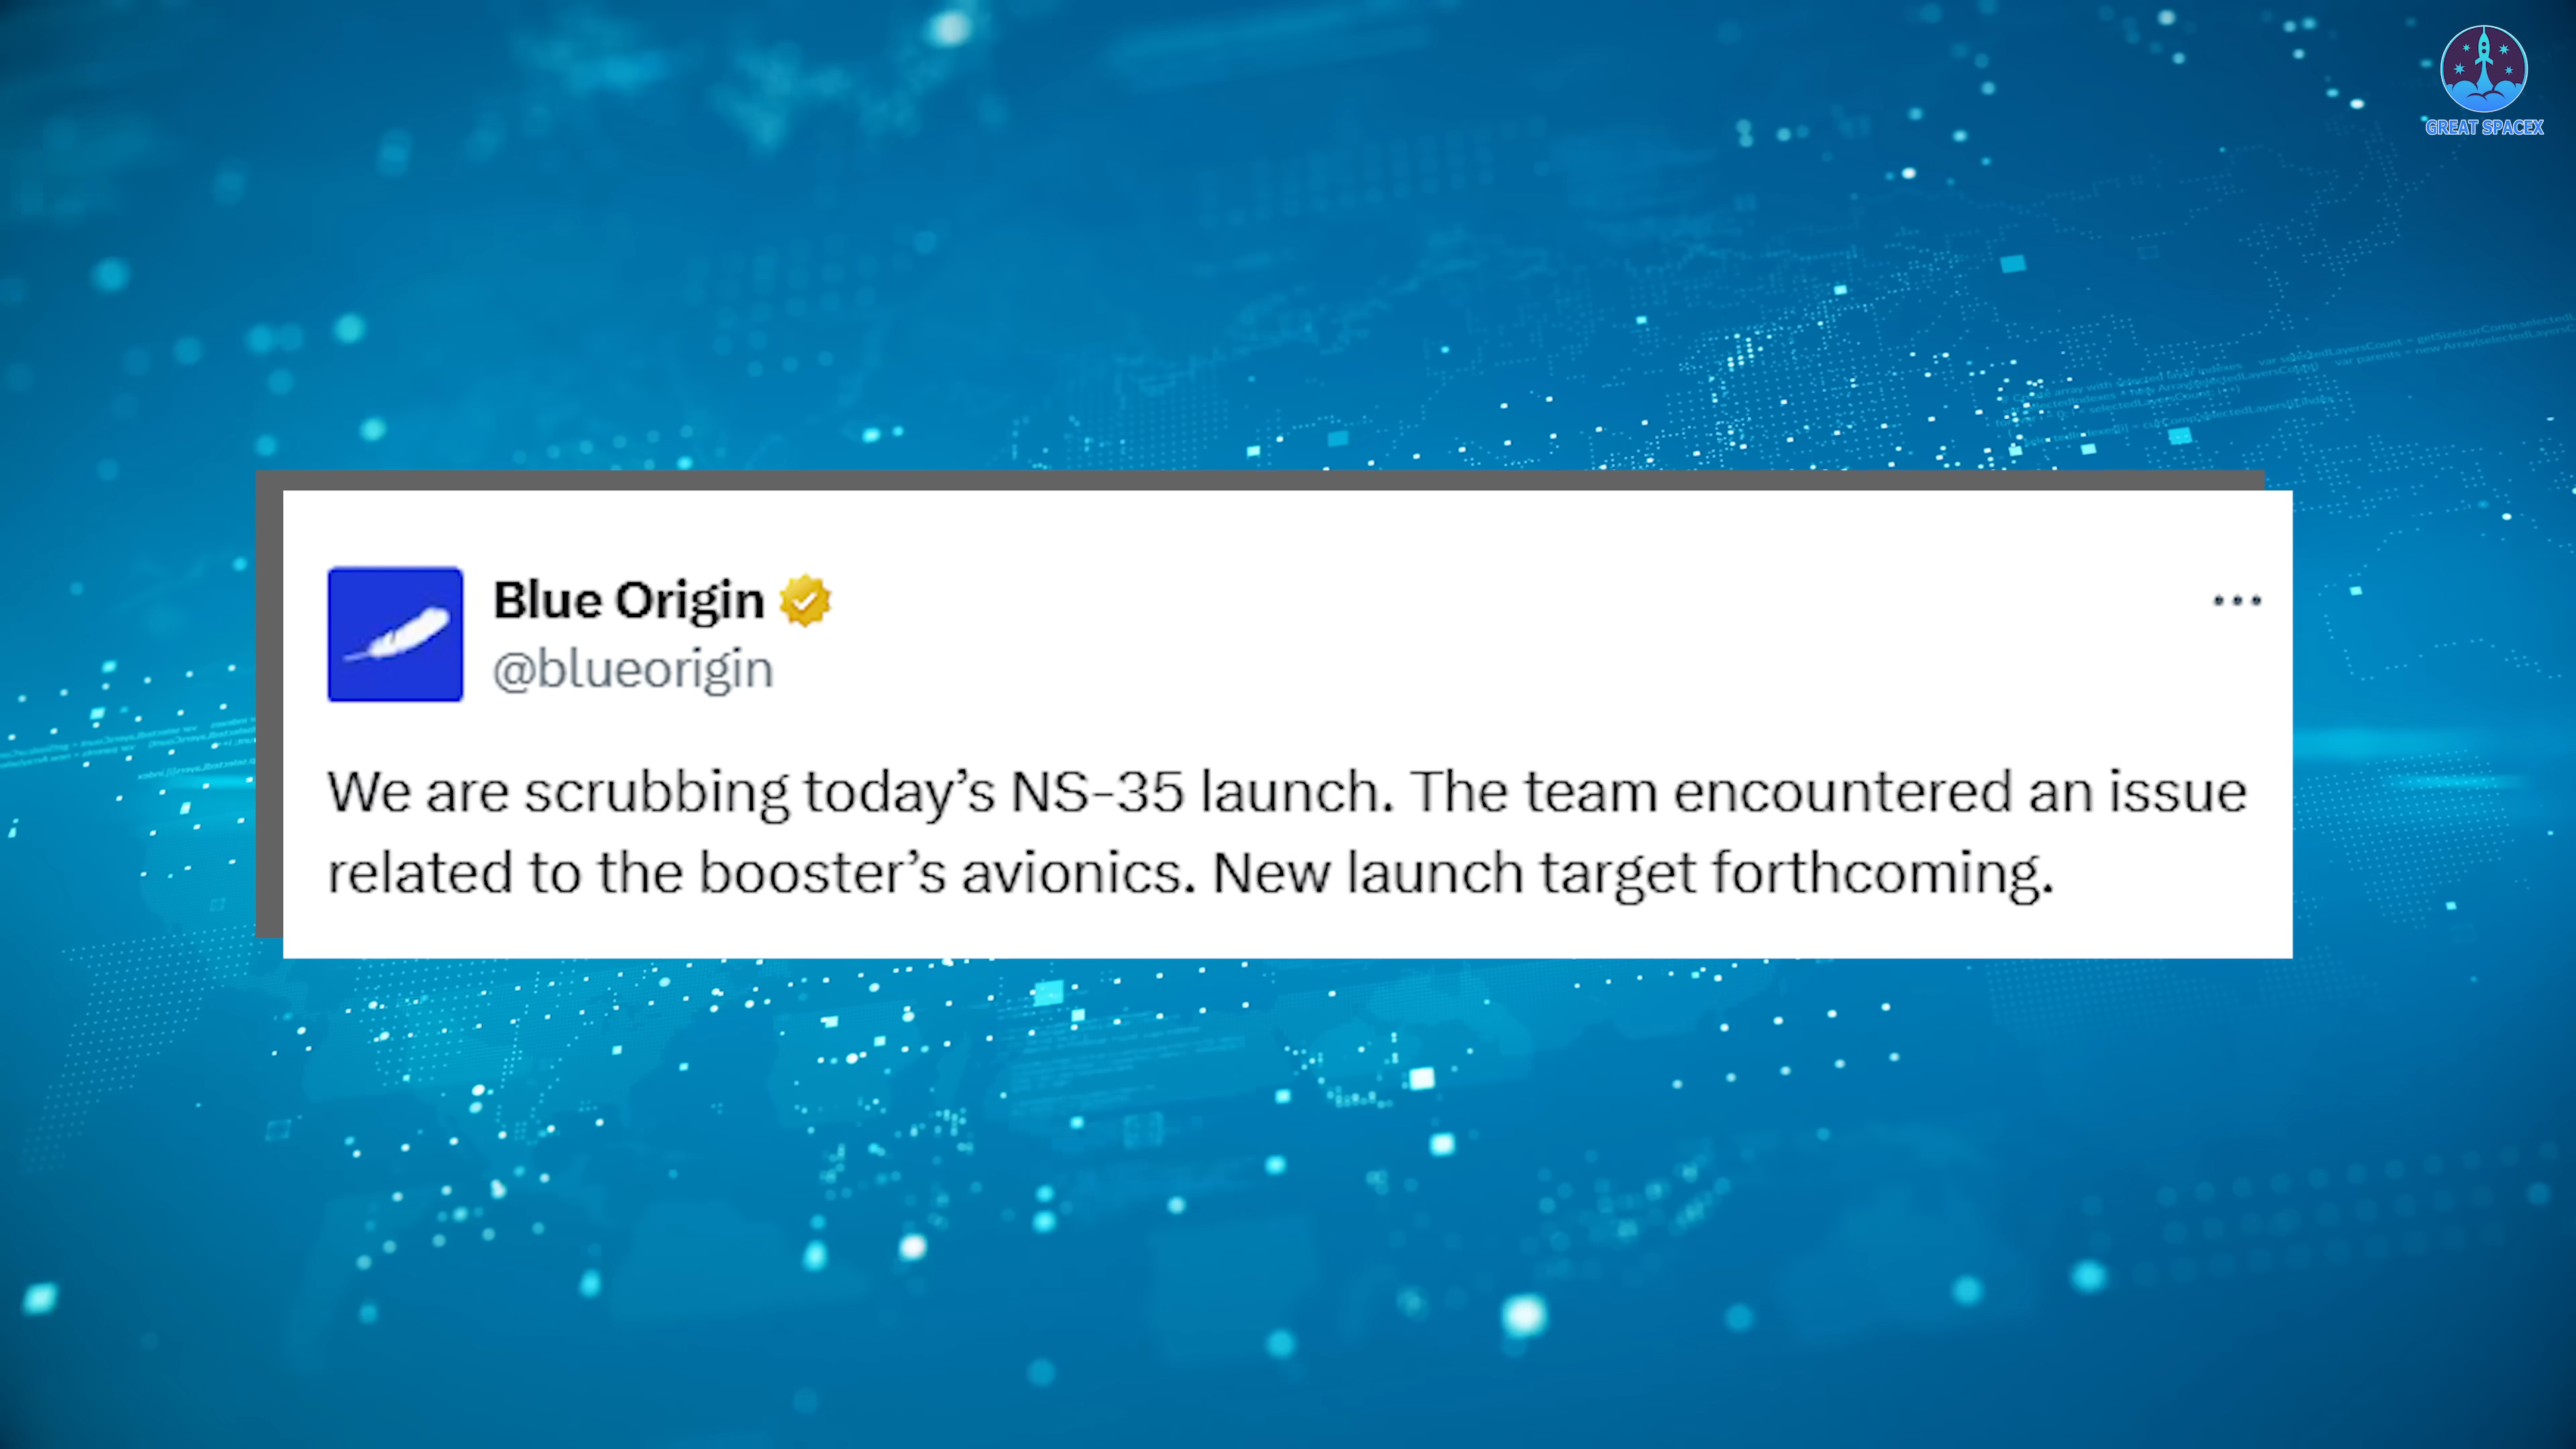 GREAT SPACEX
Blue Origin
@blueorigin
We are scrubbing today’s NS-35 launch. The team encountered an issue
related to the booster’s avionics. New launch target forthcoming.